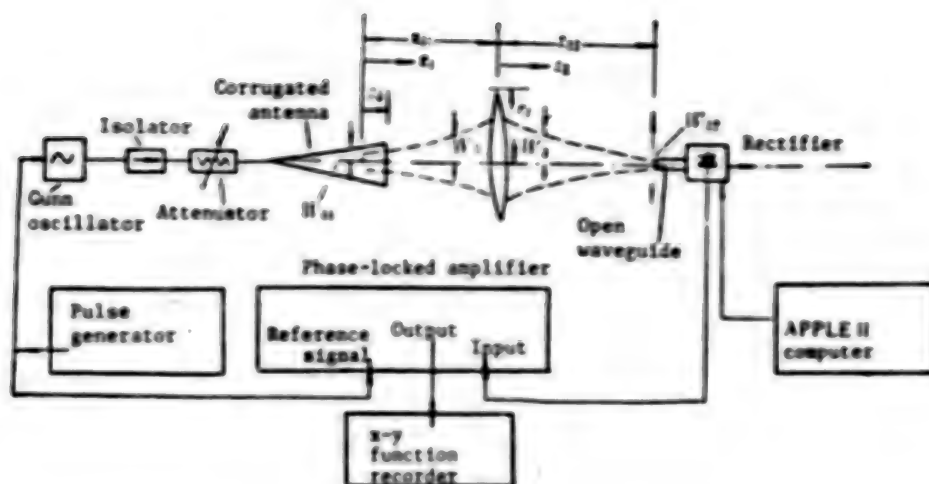 Corrugated
antenna
Isolator
Rectifier
Gunn
oscillator
Attenuator
Open
waveguide
Phase-locked amplifier
Pulse
generator
Reference
signal
Output
Input
APPLE II
computer
x-y
function
recorder